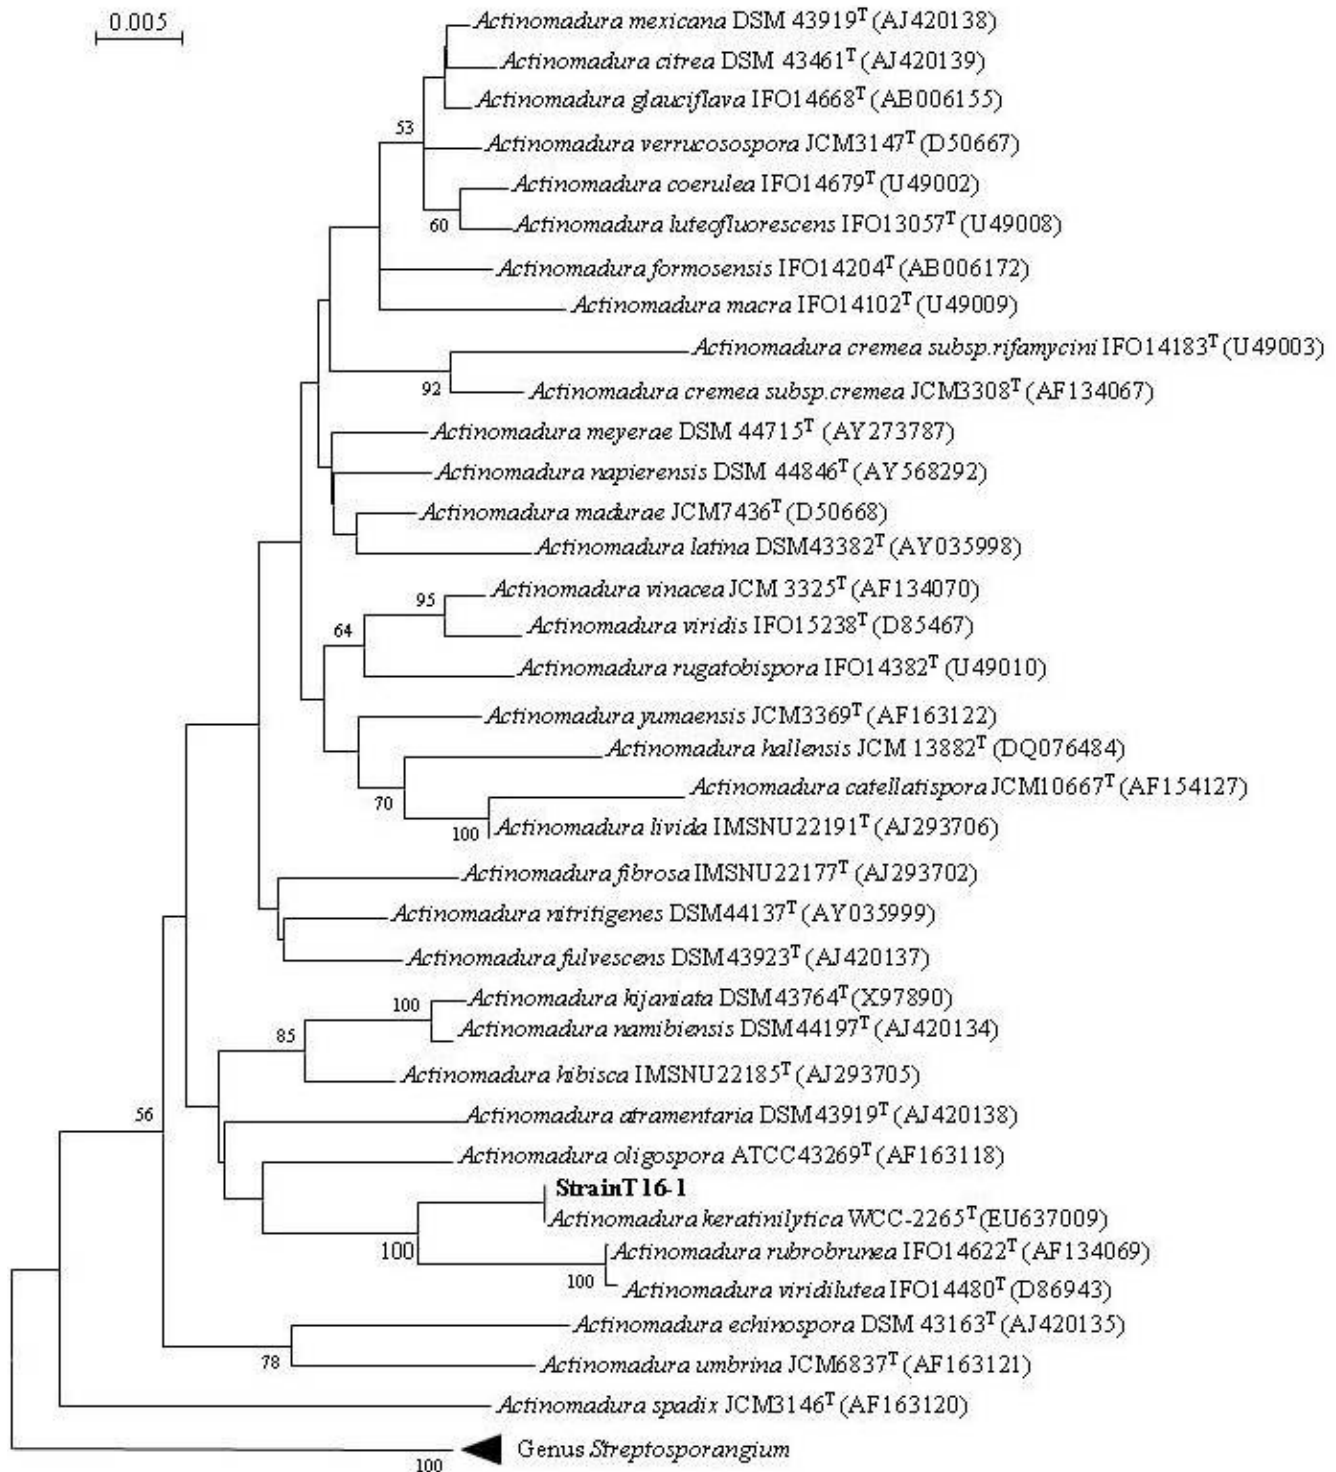 0.005
Actinomadura mexicana DSM 43919T (AJ420138)
Actinomadura citrea DSM 43461T (AJ420139)
Actinomadura glauciflava IFO14668T (AB006155)
53
Actinomadura verrucosospora JCM3147T (D50667)
Actinomadura coerulea IFO14679T (U49002)
60
Actinomadura luteofluorescens IFO13057T (U49008)
Actinomadura formosensis IFO14204T (AB006172)
Actinomadura macra IFO14102T (U49009)
Actinomadura cremea subsp.rifamycini IFO14183T (U49003)
92
Actinomadura cremea subsp.cremea JCM3308T (AF134067)
Actinomadura meyerae DSM 44715T (AY273787)
Actinomadura napierensis DSM 44846T (AY568292)
Actinomadura madurae JCM7436T (D50668)
Actinomadura latina DSM43382T (AY035998)
95
Actinomadura vinacea JCM 3325T (AF134070)
64
Actinomadura viridis IFO15238T (D85467)
Actinomadura rugatobispora IFO14382T (U49010)
Actinomadura yumaensis JCM3369T (AF163122)
Actinomadura hallensis JCM 13882T (DQ076484)
70
Actinomadura catellatispora JCM10667T (AF154127)
100
Actinomadura livida IMSNU22191T (AJ293706)
Actinomadura fibrosa IMSNU22177T (AJ293702)
Actinomadura nitritigenes DSM44137T (AY035999)
Actinomadura fulvescens DSM43923T (AJ420137)
100
Actinomadura kijaniata DSM43764T (X97890)
85
Actinomadura namibiensis DSM44197T (AJ420134)
Actinomadura hibisca IMSNU22185T (AJ293705)
56
Actinomadura atramentaria DSM43919T (AJ420138)
Actinomadura oligospora ATCC43269T (AF163118)
StrainT16-1
Actinomadura keratinilytica WCC-2265T (EU637009)
100
Actinomadura rubrobrunea IFO14622T (AF134069)
100
Actinomadura viridilutea IFO14480T (D86943)
Actinomadura echinospora DSM 43163T (AJ420135)
78
Actinomadura umbrina JCM6837T (AF163121)
Actinomadura spadix JCM3146T (AF163120)
100
Genus Streptosporangium